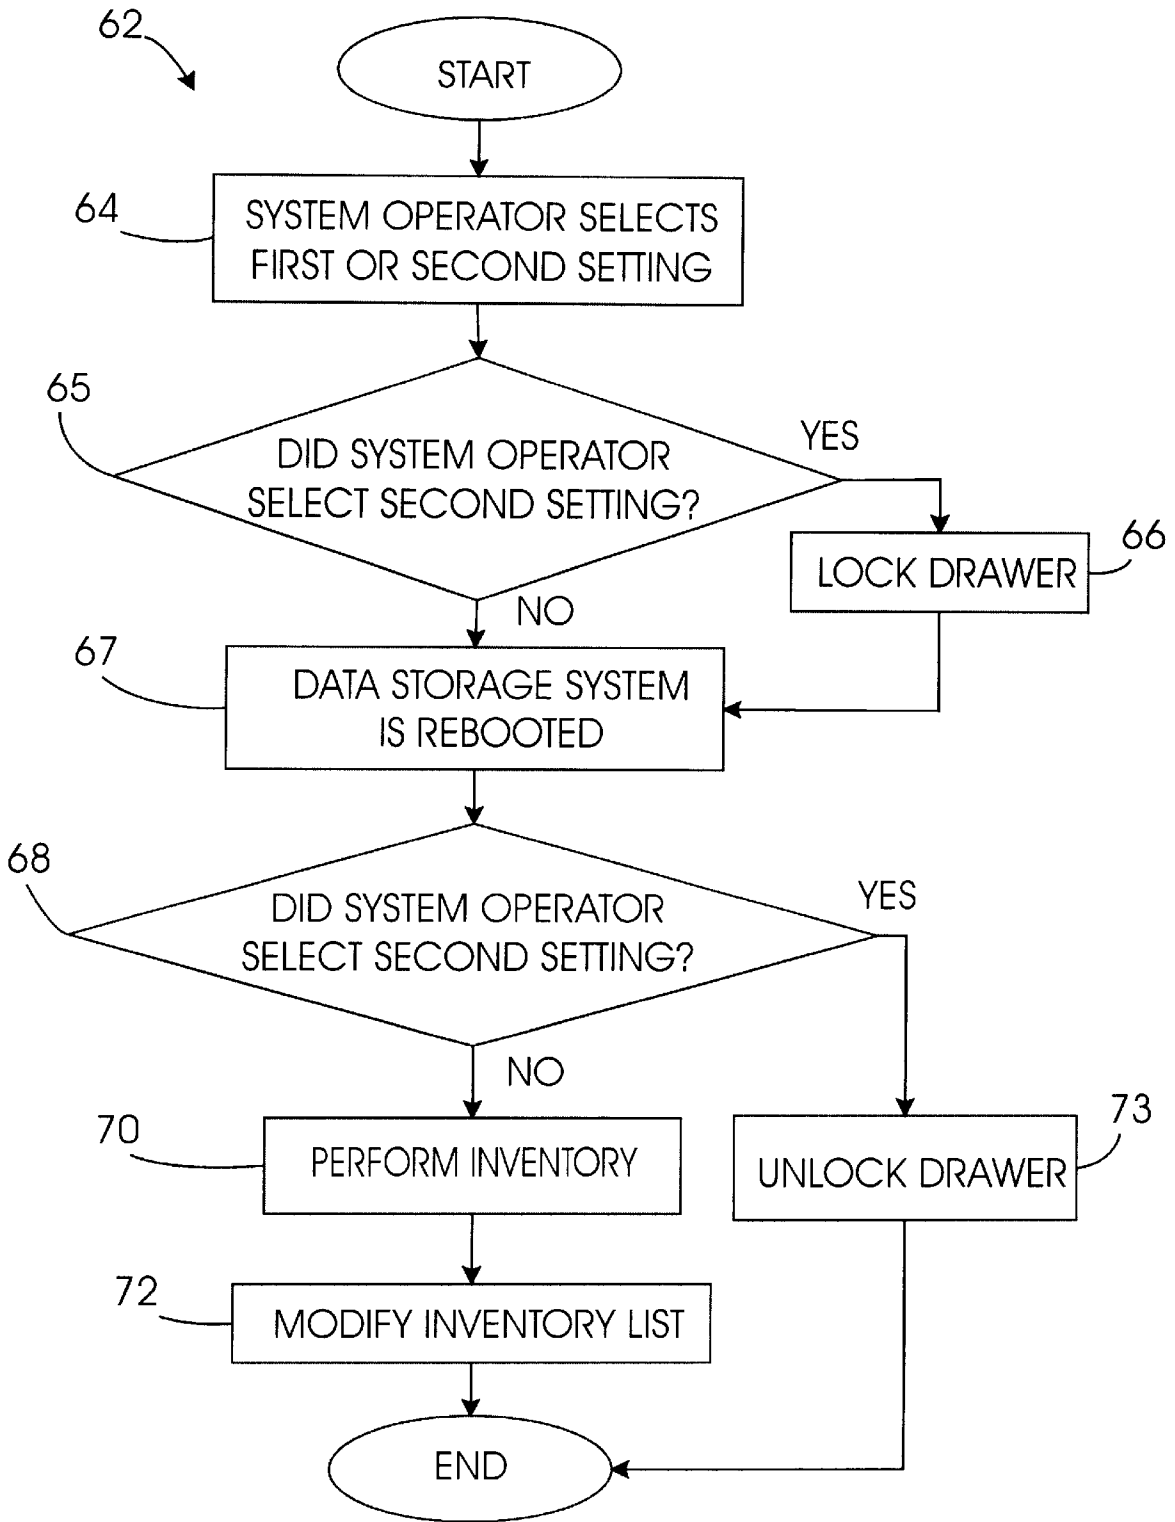 62
START
64
SYSTEM OPERATOR SELECTS
FIRST OR SECOND SETTING
65
DID SYSTEM OPERATOR
SELECT SECOND SETTING?
YES
LOCK DRAWER
66
NO
67
DATA STORAGE SYSTEM
IS REBOOTED
68
DID SYSTEM OPERATOR
SELECT SECOND SETTING?
YES
NO
70
PERFORM INVENTORY
73
UNLOCK DRAWER
72
MODIFY INVENTORY LIST
END